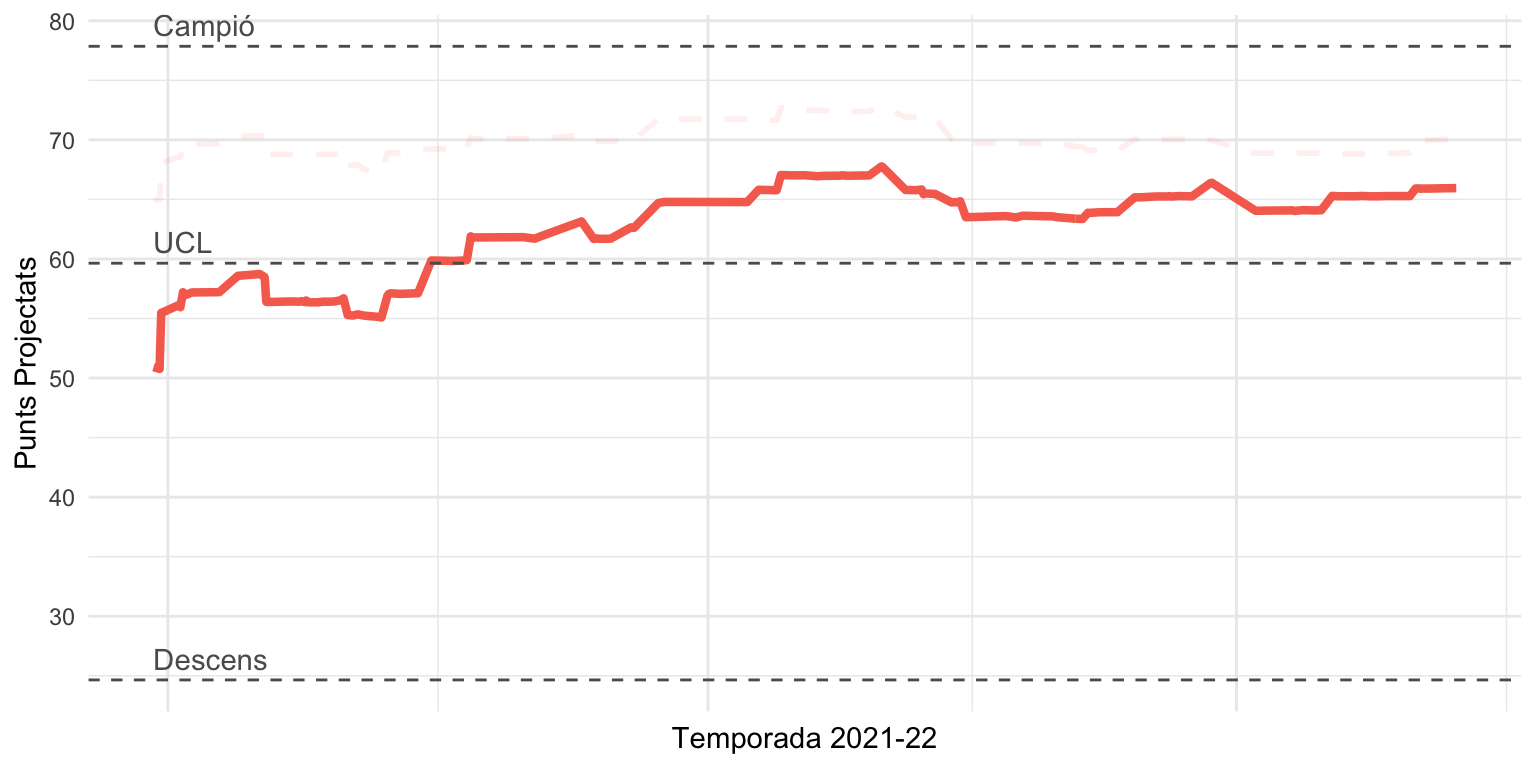 80
Campió
70
UCL
60
50
40
30
Descens
Punts Projectats
Temporada 2021-22